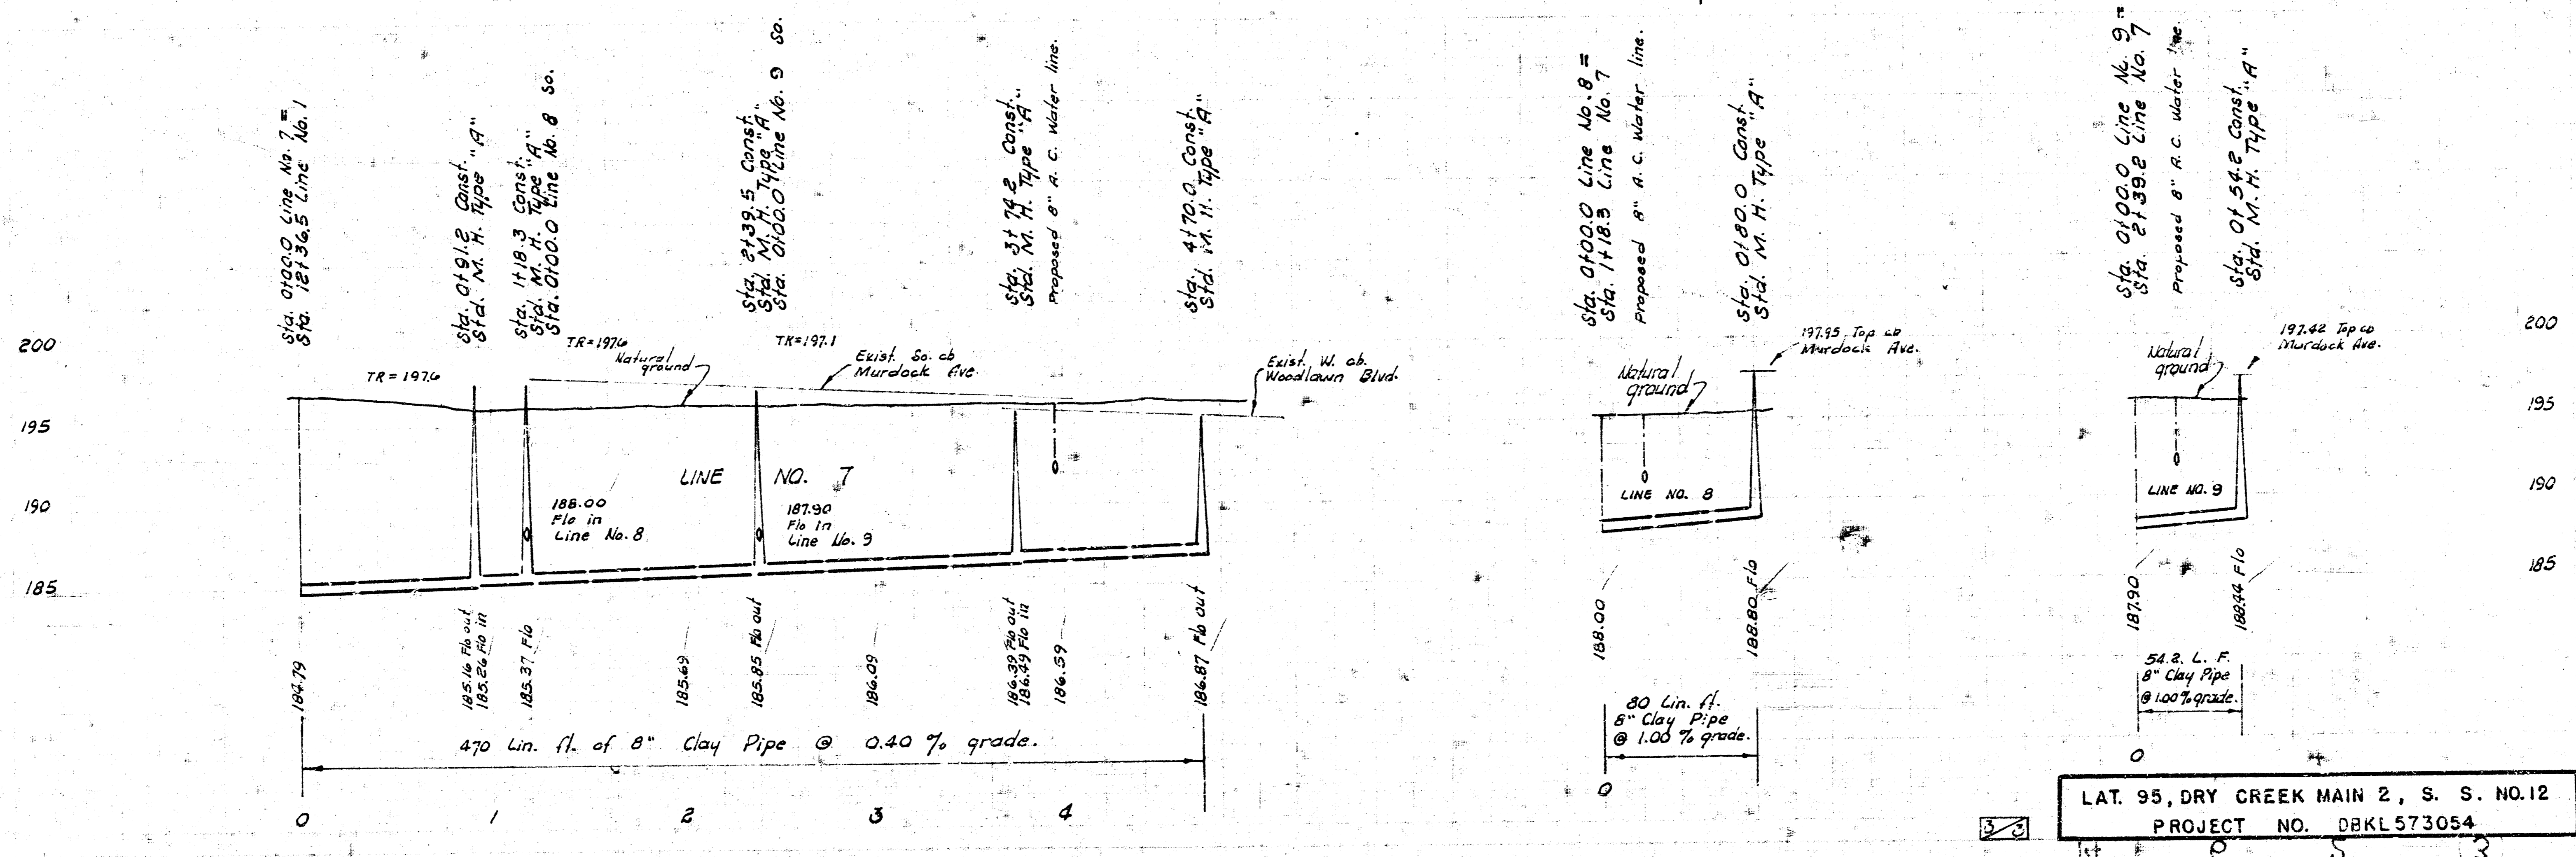 Sta. 0+00.0 Line No. 7 =
Sta. 12+36.5 Line No. 1
Sta. 0+91.2 Const.
Std. M. H. Type "A"
Sta. 1+18.3 Const.
Std. M. H. Type "A"
Sta. 0+00.0 Line No. 8 So.
Sta. 2+39.5 Const.
Std. M. H. Type "A"
Sta. 0+00.0 Line No. 9 So.
Sta. 3+74.2 Const.
Std. M. H. Type "A"
Proposed 8" A. C. Water line.
Sta. 4+70.0 Const.
Std. M. H. Type "A"
Sta. 0+00.0 Line No. 8 =
Sta. 1+18.3 Line No. 7
Proposed 8" A. C. Water line.
Sta. 0+80.0 Const.
Std. M. H. Type "A"
Sta. 0+00.0 Line No. 9 =
Sta. 2+39.2 Line No. 7
Proposed 8" A.C. Water line.
Sta. 0+54.2 Const.
Std. M. H. Type "A"
200
195
190
185
TR = 197.6
TR=197.6
Natural
ground
TR=197.1
Exist. So. cb
Murdock Ave.
Exist. W. cb.
Woodlawn Blvd.
LINE NO. 7
188.00
Flo in
Line No. 8
187.90
Flo in
Line No. 9
184.79
185.16 Flo out
185.26 Flo in
185.37 Flo
185.69
185.85 Flo out
186.09
186.39 Flo out
186.49 Flo in
186.59
186.87 Flo out
470 Lin. ft. of 8" Clay Pipe @ 0.40 % grade.
0 1 2 3 4
197.95 Top cb
Murdock Ave.
Natural
ground
LINE NO. 8
188.00
188.80 Flo
80 Lin. ft.
8" Clay Pipe
@ 1.00 % grade.
0
197.42 Top cb
Murdock Ave.
Natural
ground
LINE NO. 9
187.90
188.44 Flo
54.2 L. F.
8" Clay Pipe
@ 1.00 % grade.
0
200
195
190
185
3/3
LAT. 95, DRY CREEK MAIN 2, S. S. NO.12
PROJECT NO. DBKL573054